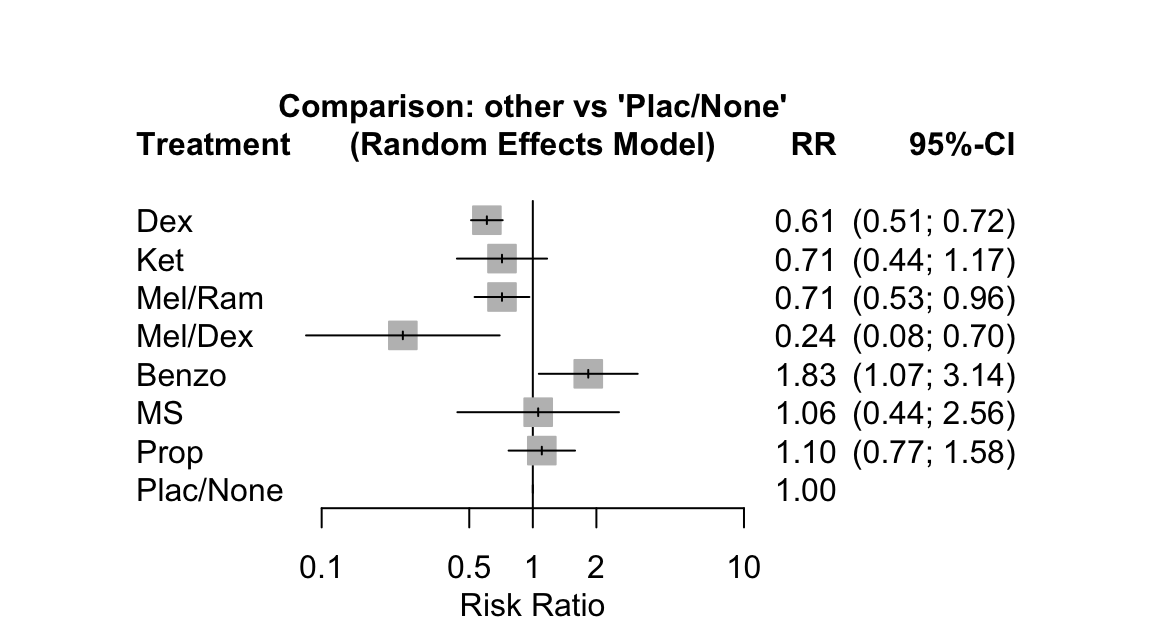 Comparison: other vs 'Plac/None'
Treatment (Random Effects Model) RR 95%-CI
Dex 0.61 (0.51; 0.72)
Ket 0.71 (0.44; 1.17)
Mel/Ram 0.71 (0.53; 0.96)
Mel/Dex 0.24 (0.08; 0.70)
Benzo 1.83 (1.07; 3.14)
MS 1.06 (0.44; 2.56)
Prop 1.10 (0.77; 1.58)
Plac/None 1.00
0.1 0.5 1 2 10
Risk Ratio